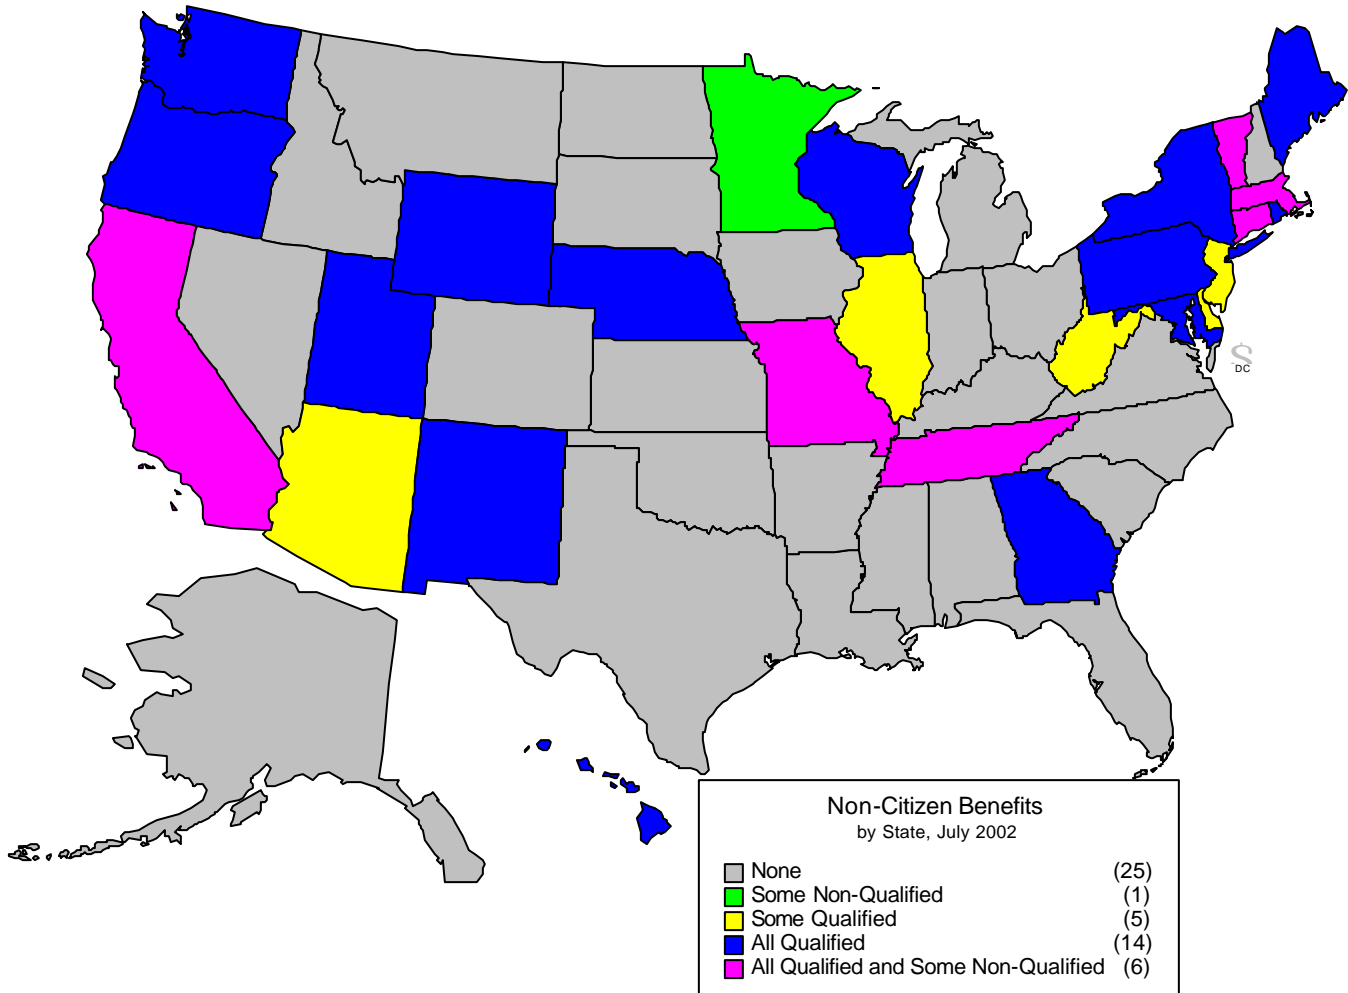 DC
Non-Citizen Benefits
by State, July 2002
None (25)
Some Non-Qualified (1)
Some Qualified (5)
All Qualified (14)
All Qualified and Some Non-Qualified (6)